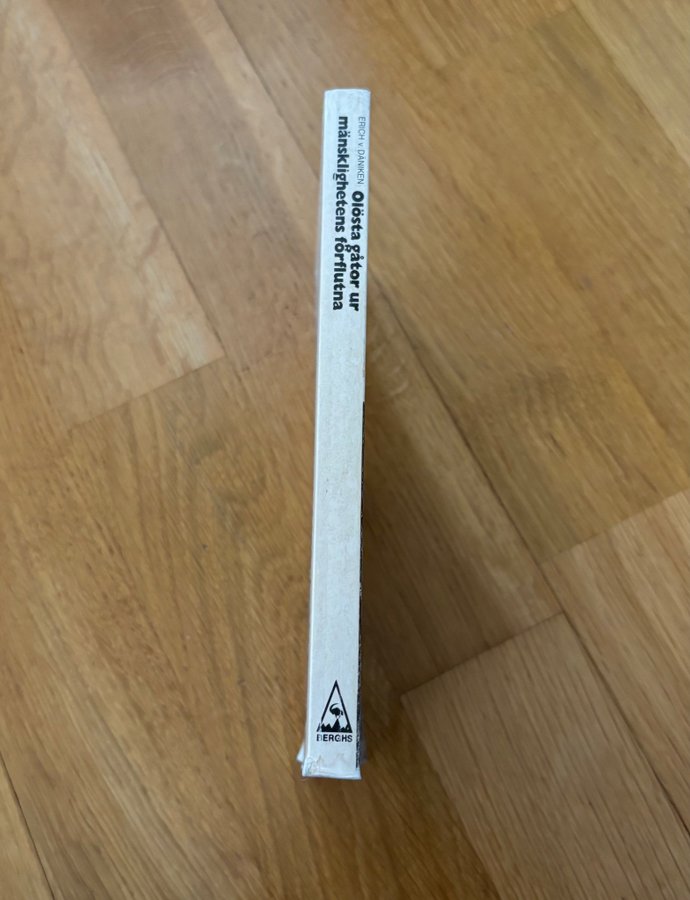 ERICH v. DÄNIKEN Olösta gåtor ur
mänsklighetens förflutna
BERGHS